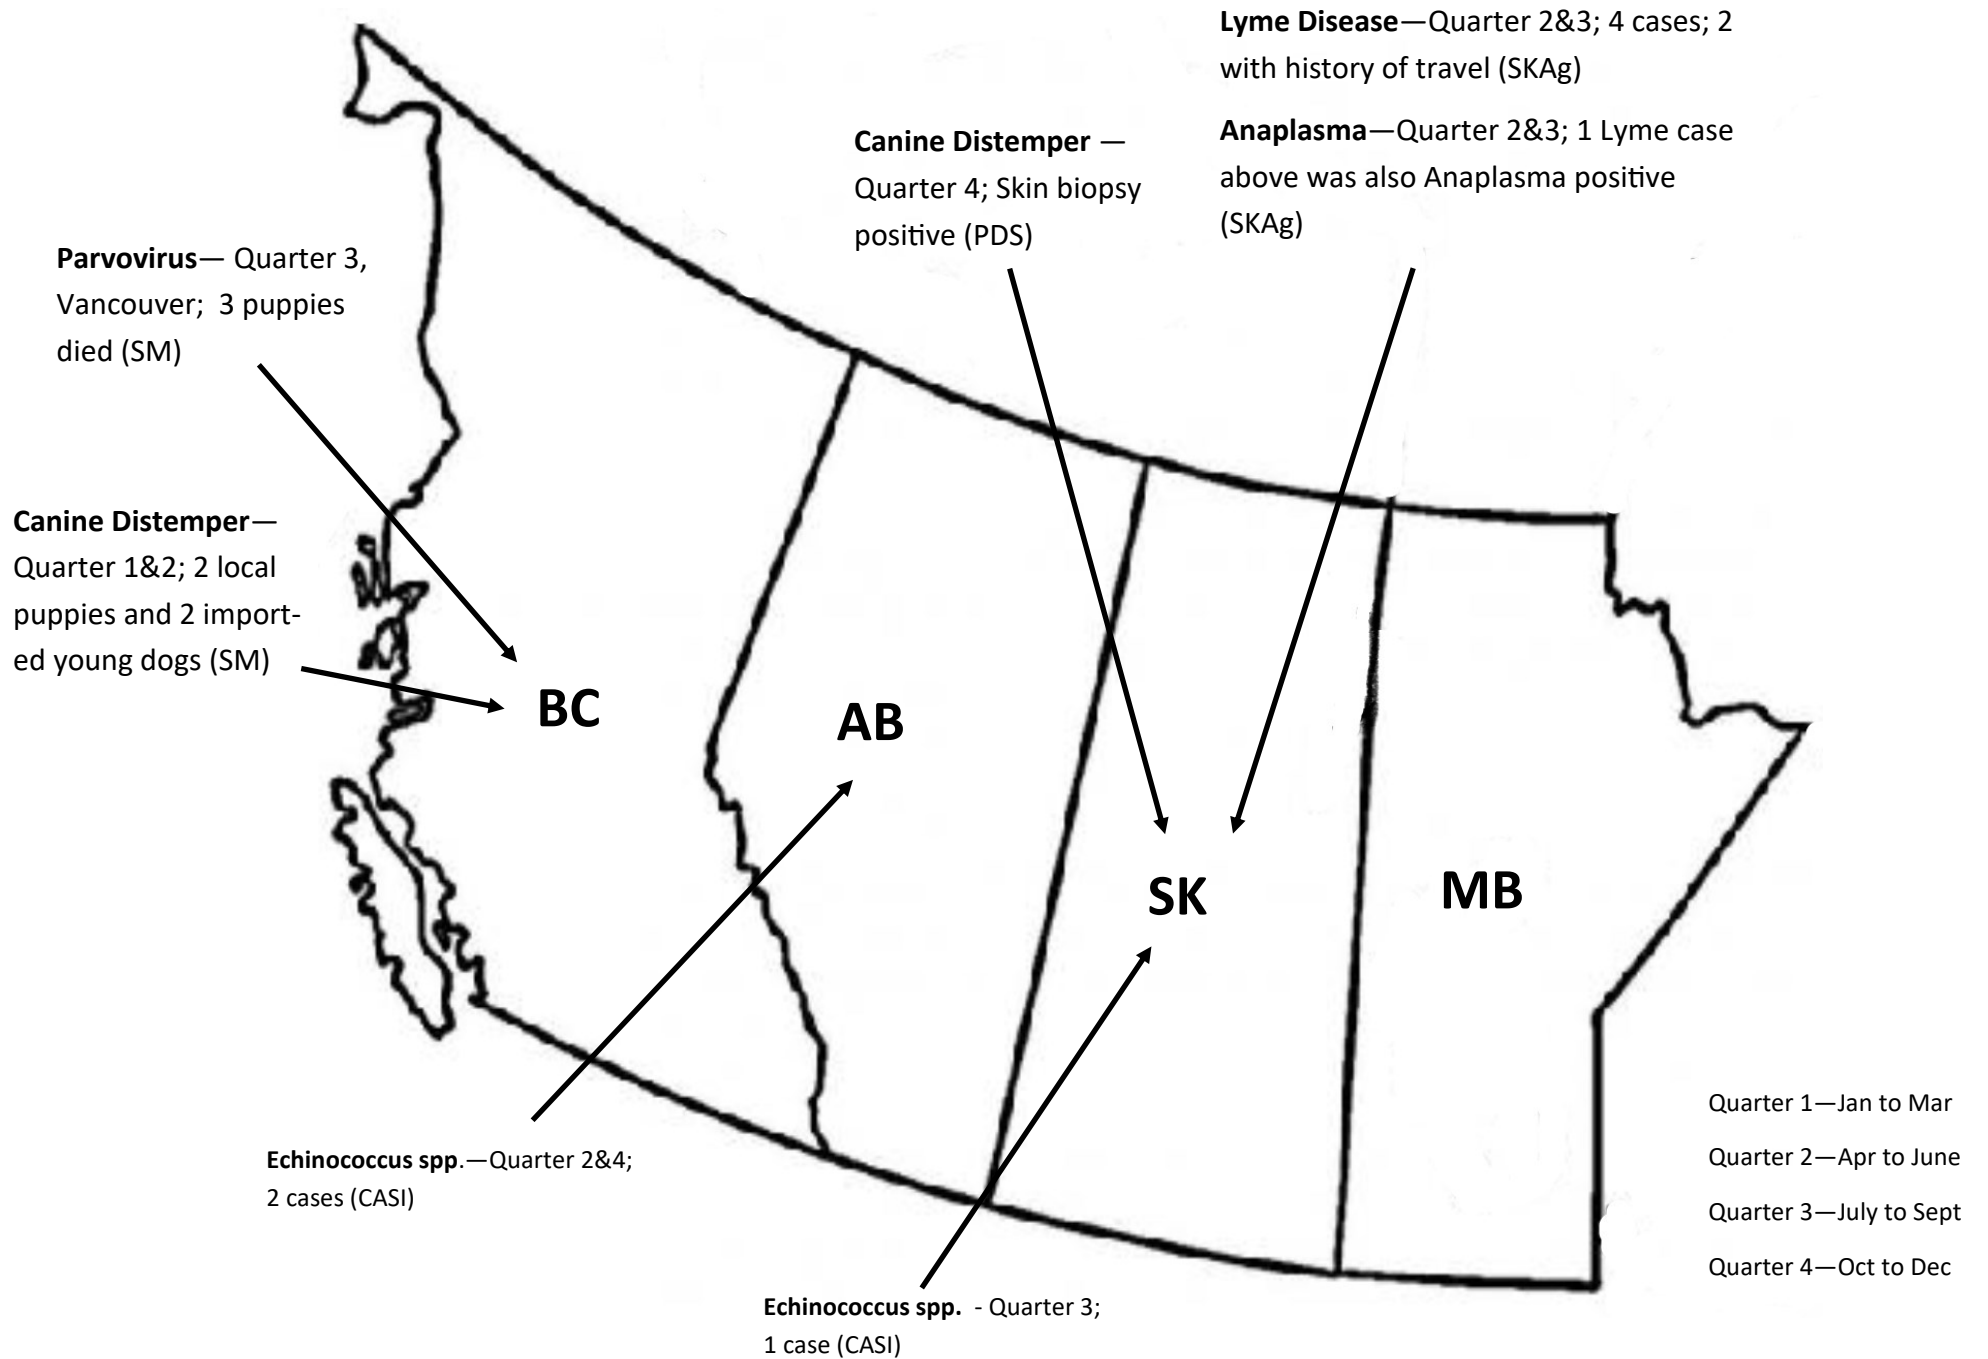 Lyme Disease—Quarter 2&3; 4 cases; 2
with history of travel (SKAg)
Anaplasma—Quarter 2&3; 1 Lyme case
above was also Anaplasma positive
(SKAg)
Canine Distemper —
Quarter 4; Skin biopsy
positive (PDS)
Parvovirus— Quarter 3,
Vancouver; 3 puppies
died (SM)
Canine Distemper—
Quarter 1&2; 2 local
puppies and 2 import-
ed young dogs (SM)
BC
AB
SK
MB
Echinococcus spp.—Quarter 2&4;
2 cases (CASI)
Echinococcus spp. - Quarter 3;
1 case (CASI)
Quarter 1—Jan to Mar
Quarter 2—Apr to June
Quarter 3—July to Sept
Quarter 4—Oct to Dec